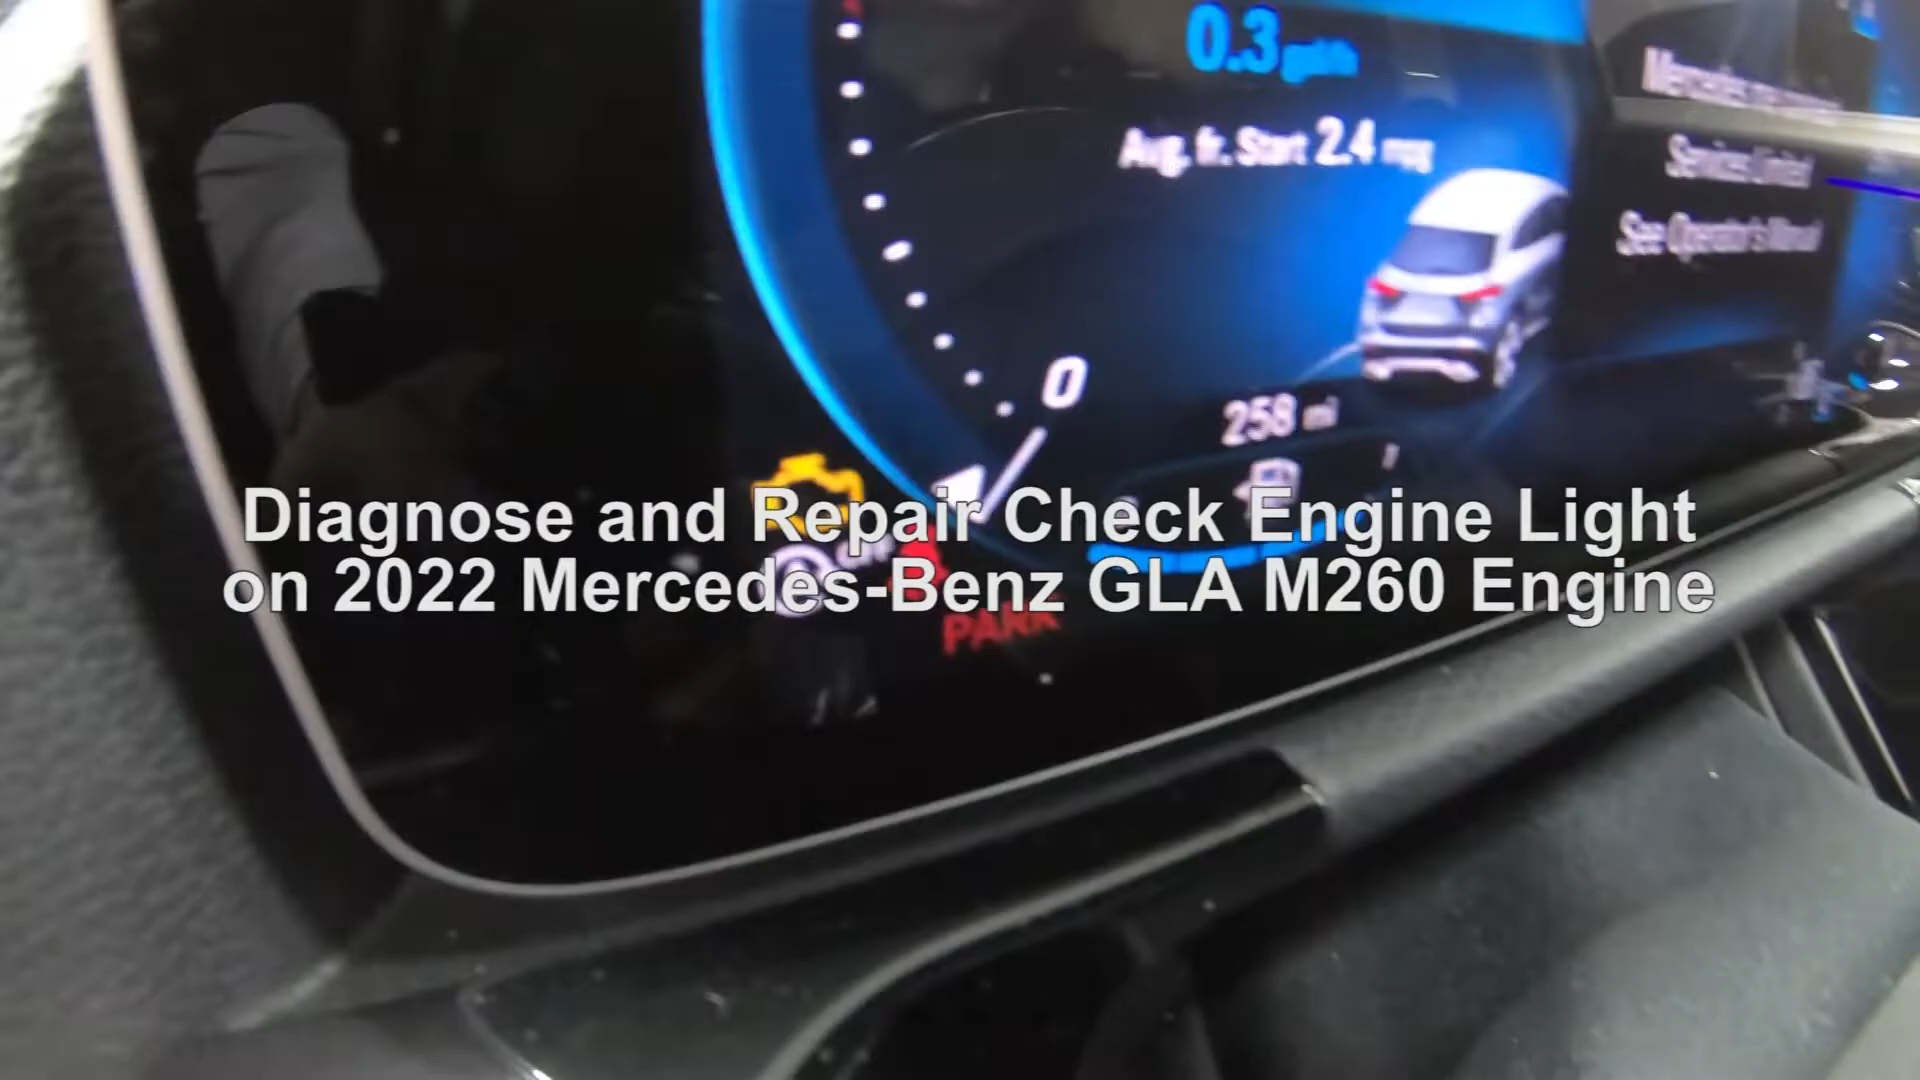 0.3 gal/h
Avg. fr. Start 2.4 mpg
Services Limited
See Operator's Manual
0
258 mi
Diagnose and Repair Check Engine Light
on 2022 Mercedes-Benz GLA M260 Engine
PARK